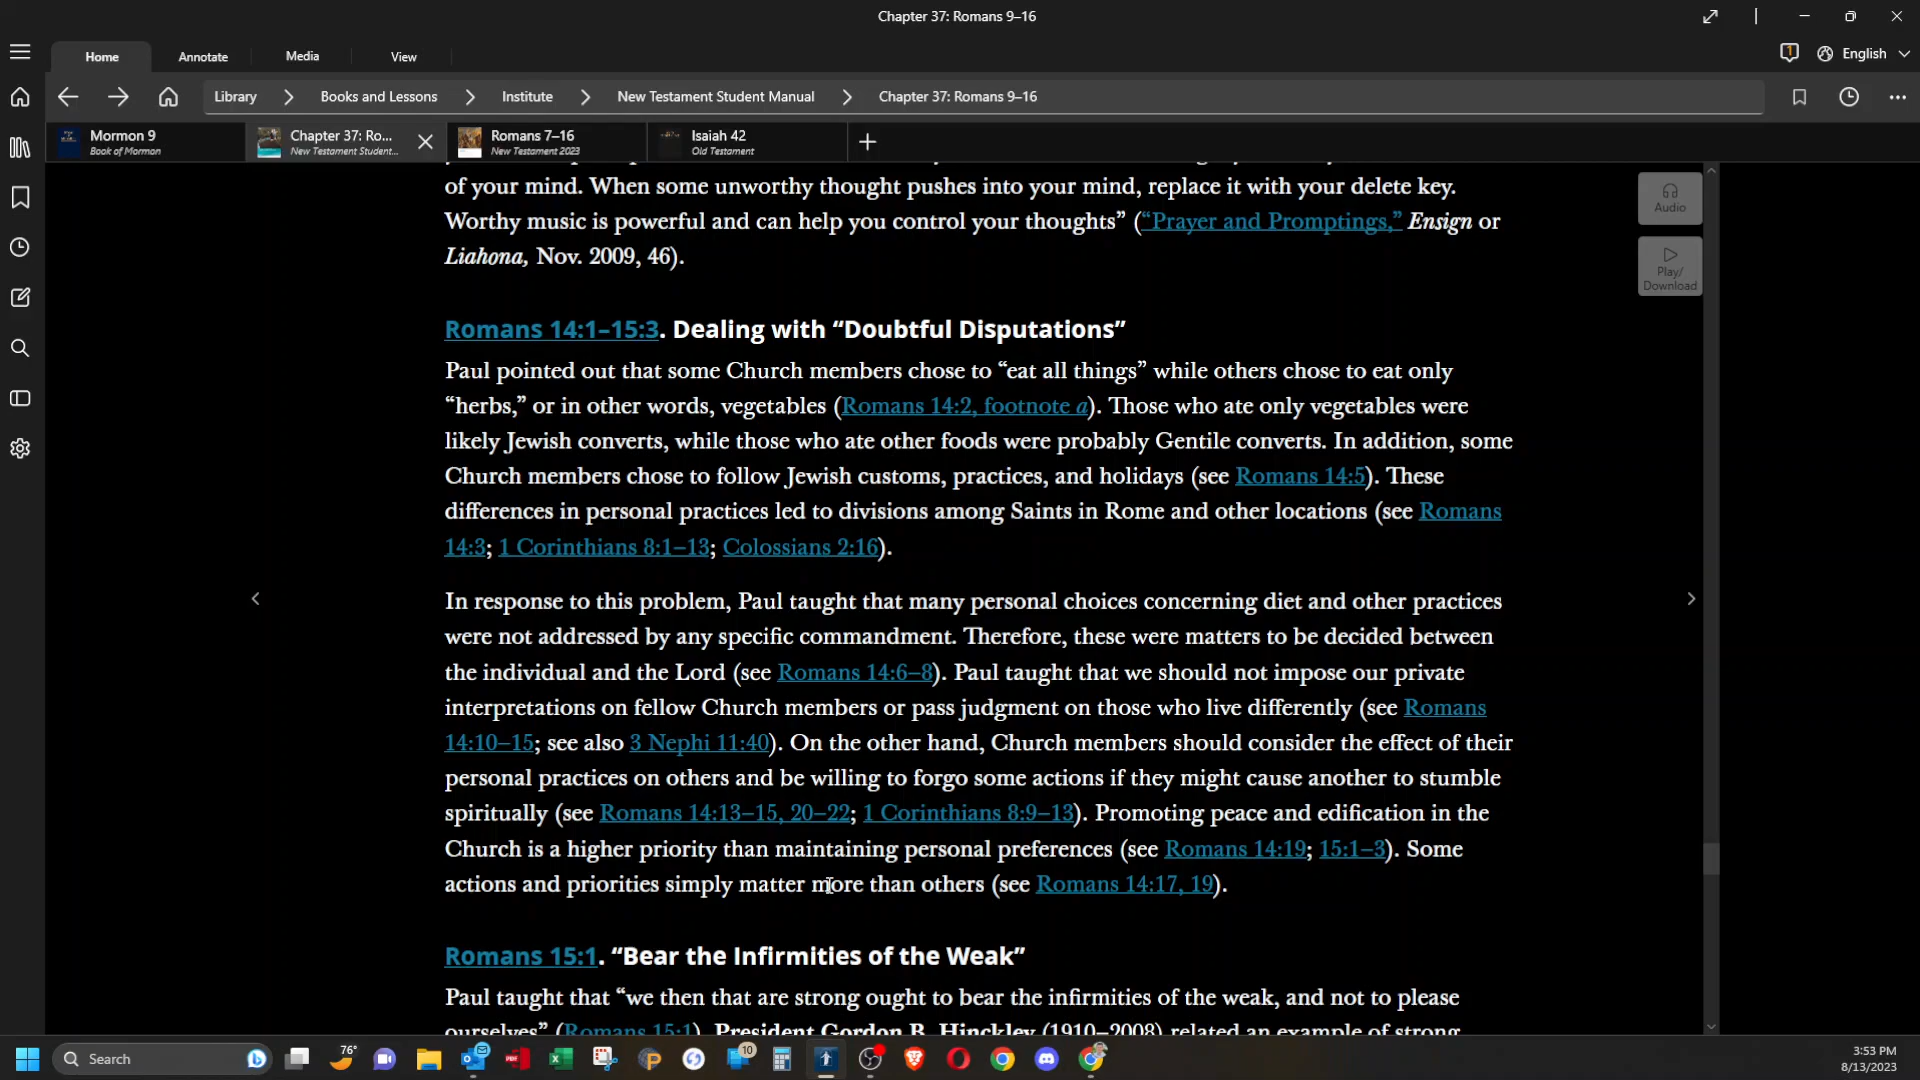 Chapter 37: Romans 9–16
Home
Annotate
Media
View
1
English
Library
Books and Lessons
Institute
New Testament Student Manual
Chapter 37: Romans 9–16
Mormon 9
Book of Mormon
Chapter 37: Ro...
New Testament Student...
Romans 7–16
New Testament 2023
Isaiah 42
Old Testament
of your mind. When some unworthy thought pushes into your mind, replace it with your delete key.
Worthy music is powerful and can help you control your thoughts” (“Prayer and Promptings,” Ensign or
Liahona, Nov. 2009, 46).
Audio
Play/
Download
Romans 14:1–15:3. Dealing with “Doubtful Disputations”
Paul pointed out that some Church members chose to “eat all things” while others chose to eat only
“herbs,” or in other words, vegetables (Romans 14:2, footnote a). Those who ate only vegetables were
likely Jewish converts, while those who ate other foods were probably Gentile converts. In addition, some
Church members chose to follow Jewish customs, practices, and holidays (see Romans 14:5). These
differences in personal practices led to divisions among Saints in Rome and other locations (see Romans
14:3; 1 Corinthians 8:1–13; Colossians 2:16).
In response to this problem, Paul taught that many personal choices concerning diet and other practices
were not addressed by any specific commandment. Therefore, these were matters to be decided between
the individual and the Lord (see Romans 14:6–8). Paul taught that we should not impose our private
interpretations on fellow Church members or pass judgment on those who live differently (see Romans
14:10–15; see also 3 Nephi 11:40). On the other hand, Church members should consider the effect of their
personal practices on others and be willing to forgo some actions if they might cause another to stumble
spiritually (see Romans 14:13–15, 20–22; 1 Corinthians 8:9–13). Promoting peace and edification in the
Church is a higher priority than maintaining personal preferences (see Romans 14:19; 15:1–3). Some
actions and priorities simply matter more than others (see Romans 14:17, 19).
Romans 15:1. “Bear the Infirmities of the Weak”
Paul taught that “we then that are strong ought to bear the infirmities of the weak, and not to please
ourselves” (Romans 15:1). President Gordon B. Hinckley (1910–2008) related an example of strong
Search
76°
10
3:53 PM
8/13/2023